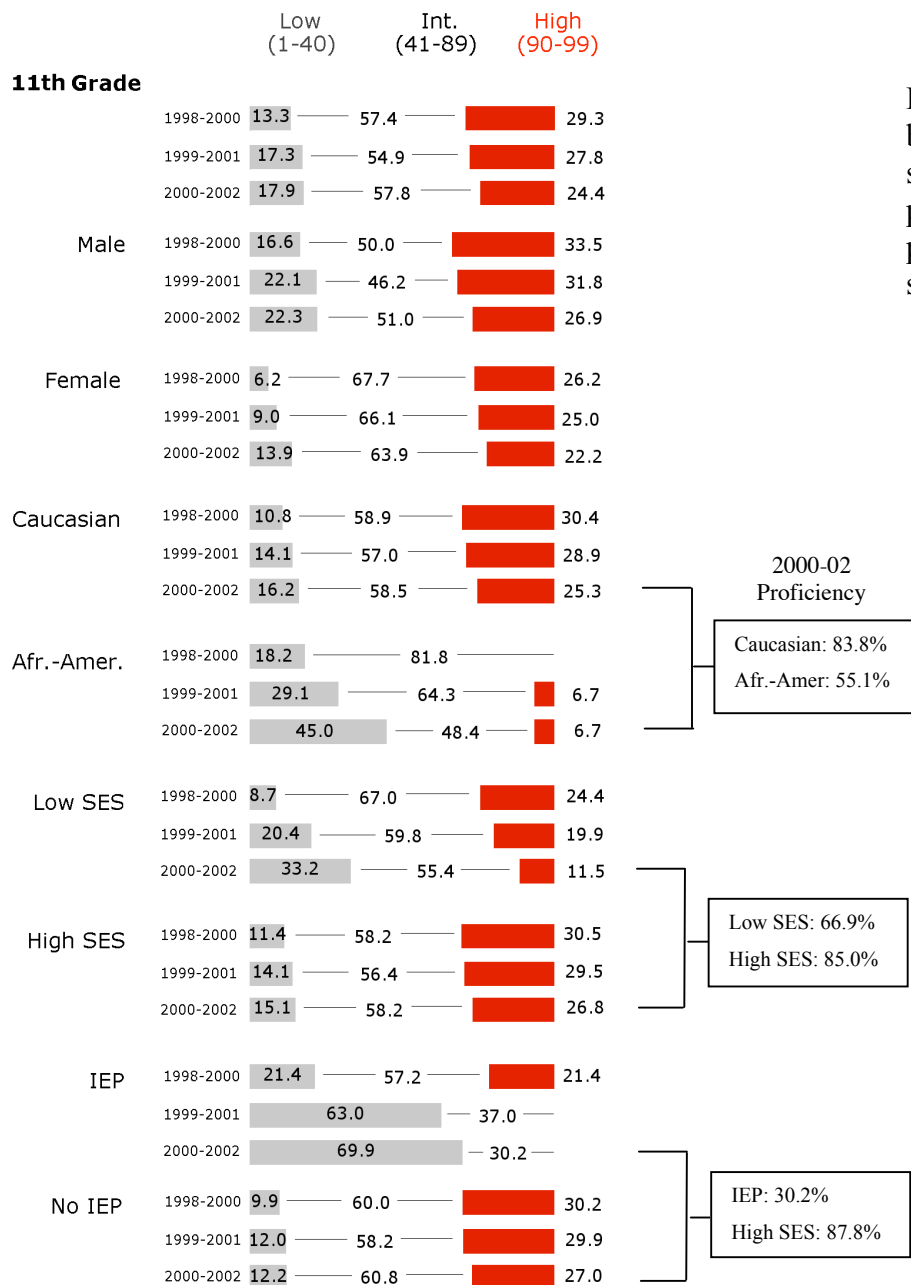 Low Int. High
(1-40) (41-89) (90-99)
11th Grade
1998-2000 13.3 57.4 29.3
1999-2001 17.3 54.9 27.8
2000-2002 17.9 57.8 24.4
Male 1998-2000 16.6 50.0 33.5
1999-2001 22.1 46.2 31.8
2000-2002 22.3 51.0 26.9
Female 1998-2000 6.2 67.7 26.2
1999-2001 9.0 66.1 25.0
2000-2002 13.9 63.9 22.2
Caucasian 1998-2000 10.8 58.9 30.4
1999-2001 14.1 57.0 28.9
2000-2002 16.2 58.5 25.3
2000-02
Proficiency
Caucasian: 83.8%
Afr.-Amer: 55.1%
Afr.-Amer. 1998-2000 18.2 81.8
1999-2001 29.1 64.3 6.7
2000-2002 45.0 48.4 6.7
Low SES 1998-2000 8.7 67.0 24.4
1999-2001 20.4 59.8 19.9
2000-2002 33.2 55.4 11.5
Low SES: 66.9%
High SES: 85.0%
High SES 1998-2000 11.4 58.2 30.5
1999-2001 14.1 56.4 29.5
2000-2002 15.1 58.2 26.8
IEP 1998-2000 21.4 57.2 21.4
1999-2001 63.0 37.0
2000-2002 69.9 30.2
IEP: 30.2%
High SES: 87.8%
No IEP 1998-2000 9.9 60.0 30.2
1999-2001 12.0 58.2 29.9
2000-2002 12.2 60.8 27.0